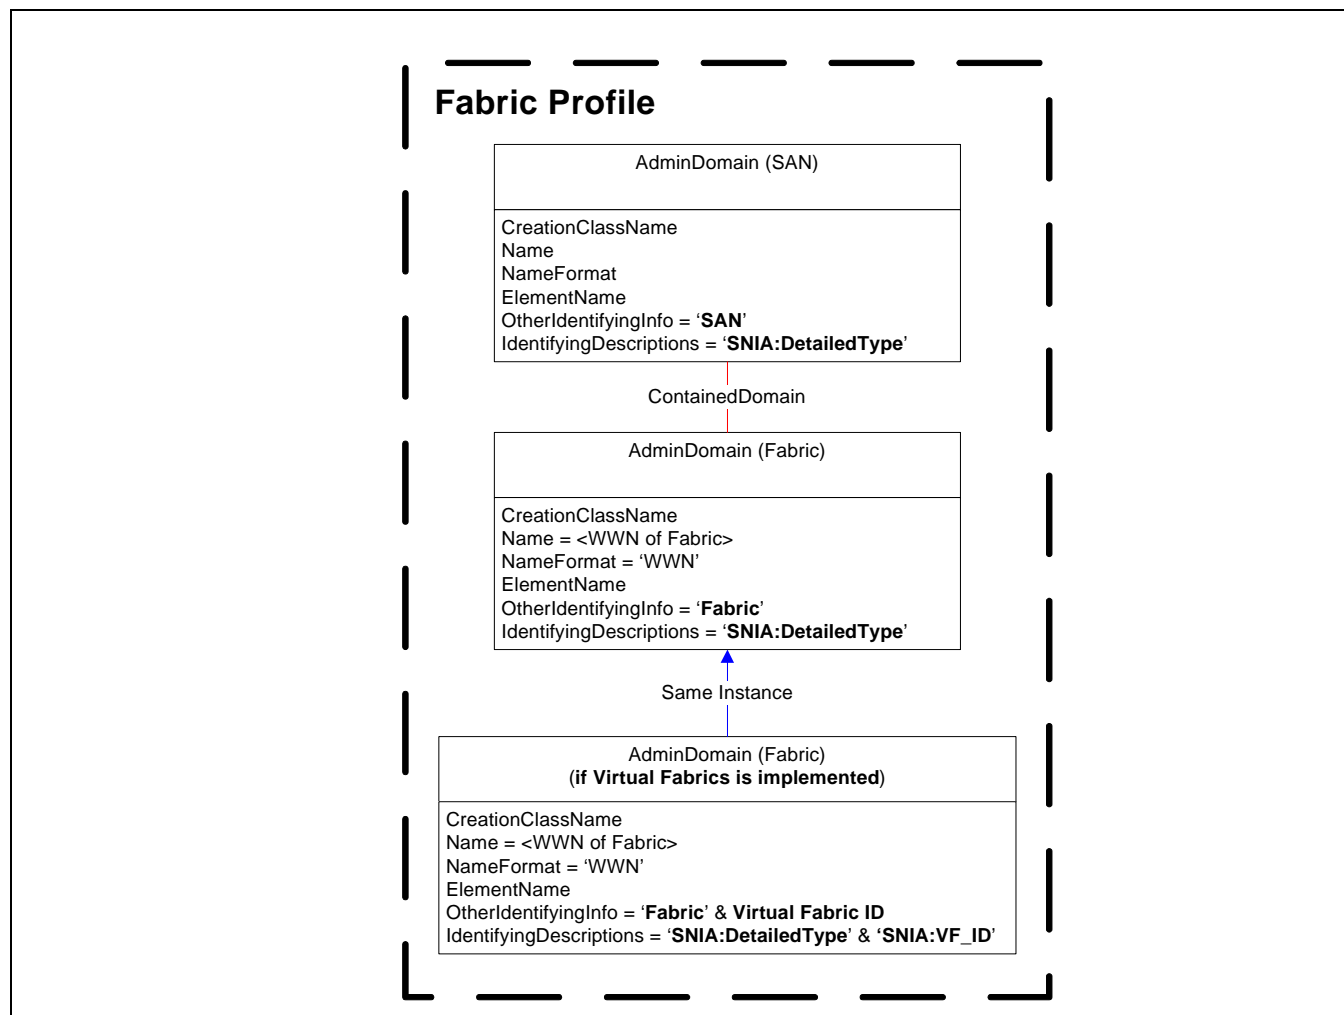 Fabric Profile
AdminDomain (SAN)
CreationClassName
Name
NameFormat
ElementName
OtherIdentifyingInfo = ‘SAN’
IdentifyingDescriptions = ‘SNIA:DetailedType’
ContainedDomain
AdminDomain (Fabric)
CreationClassName
Name = <WWN of Fabric>
NameFormat = ‘WWN’
ElementName
OtherIdentifyingInfo = ‘Fabric’
IdentifyingDescriptions = ‘SNIA:DetailedType’
Same Instance
AdminDomain (Fabric)
(if Virtual Fabrics is implemented)
CreationClassName
Name = <WWN of Fabric>
NameFormat = ‘WWN’
ElementName
OtherIdentifyingInfo = ‘Fabric’ & Virtual Fabric ID
IdentifyingDescriptions = ‘SNIA:DetailedType’ & ‘SNIA:VF_ID’